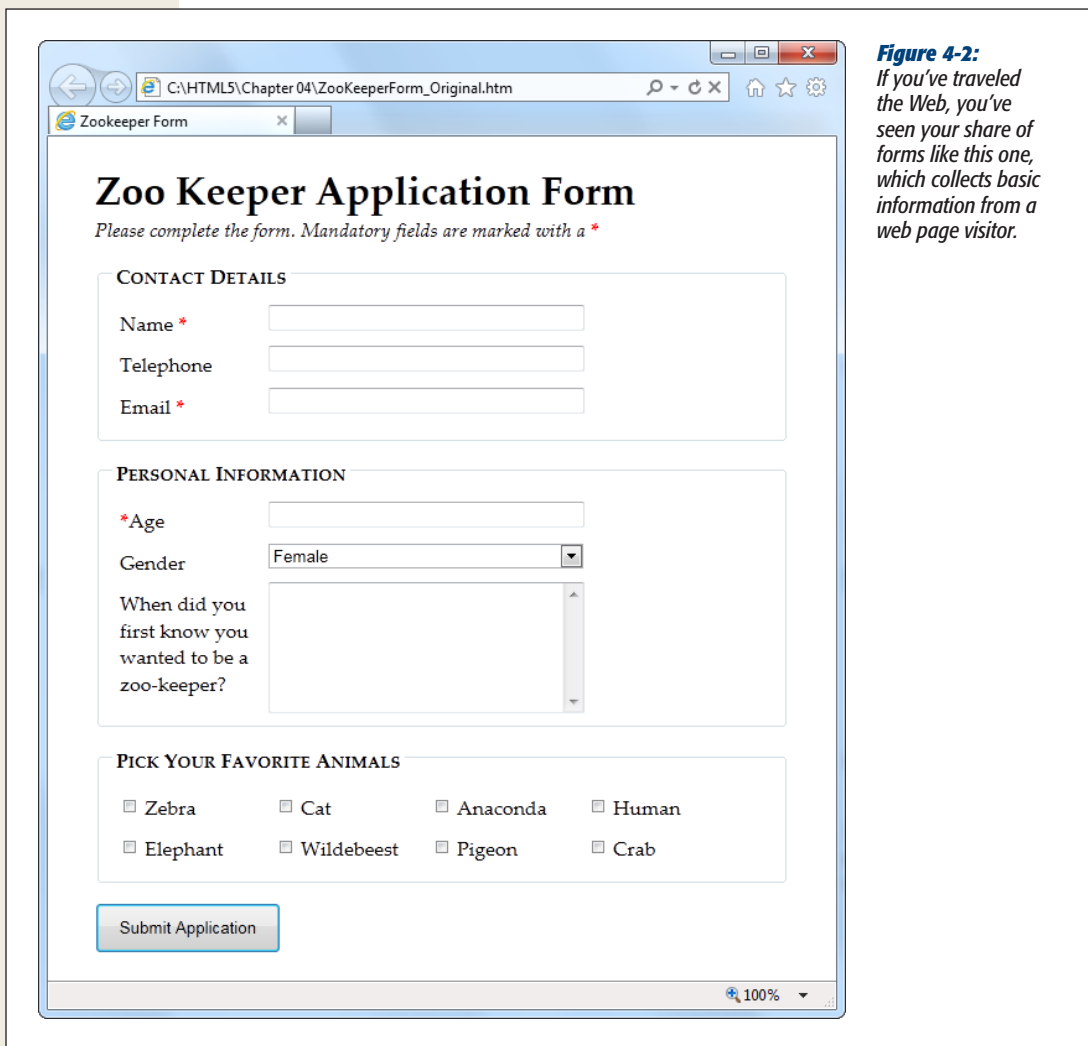 C:\HTML5\Chapter 04\ZooKeeperForm_Original.htm
Zookeeper Form
Zoo Keeper Application Form
Please complete the form. Mandatory fields are marked with a *
CONTACT DETAILS
Name *
Telephone
Email *
PERSONAL INFORMATION
*Age
Gender
Female
When did you
first know you
wanted to be a
zoo-keeper?
PICK YOUR FAVORITE ANIMALS
Zebra Cat Anaconda Human
Elephant Wildebeest Pigeon Crab
Submit Application
100%
Figure 4-2:
If you've traveled
the Web, you've
seen your share of
forms like this one,
which collects basic
information from a
web page visitor.